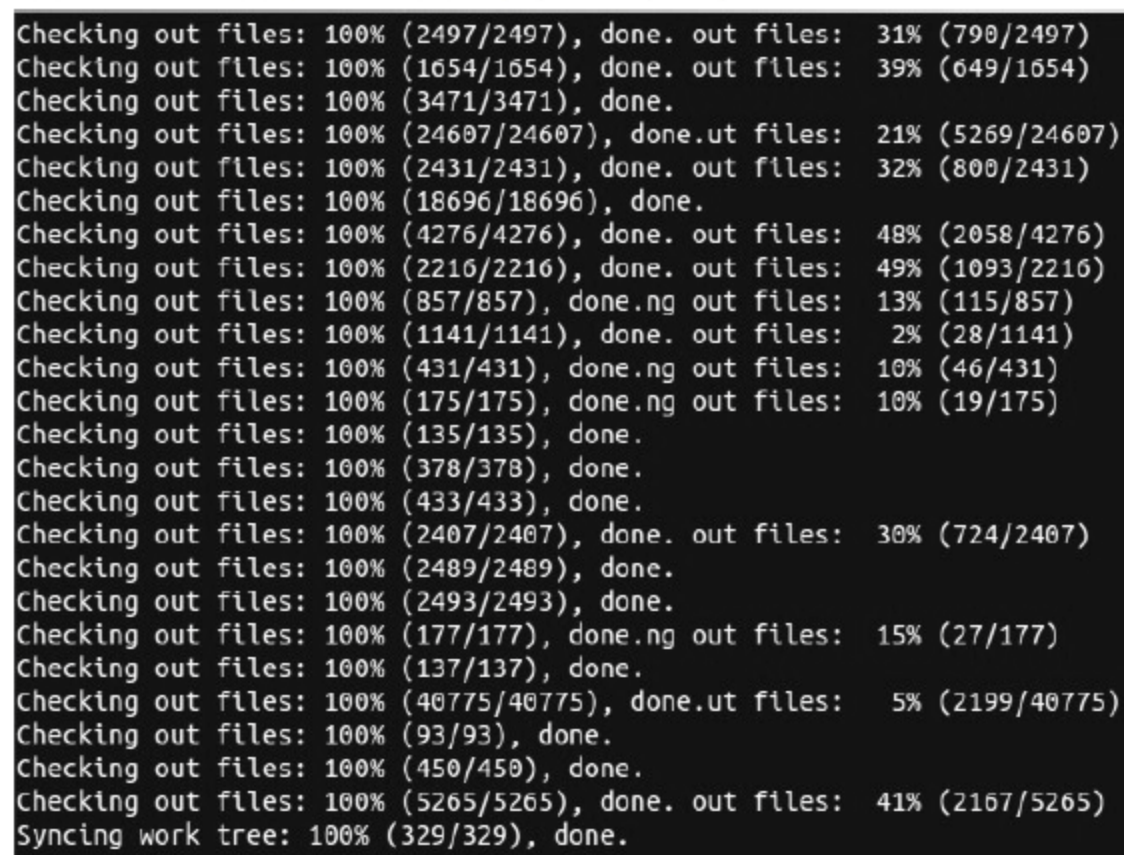 Checking out files: 100% (2497/2497), done. out files:  31% (790/2497)
Checking out files: 100% (1654/1654), done. out files:  39% (649/1654)
Checking out files: 100% (3471/3471), done.
Checking out files: 100% (24607/24607), done.ut files:  21% (5269/24607)
Checking out files: 100% (2431/2431), done. out files:  32% (800/2431)
Checking out files: 100% (18696/18696), done.
Checking out files: 100% (4276/4276), done. out files:  48% (2058/4276)
Checking out files: 100% (2216/2216), done. out files:  49% (1093/2216)
Checking out files: 100% (857/857), done.ng out files:  13% (115/857)
Checking out files: 100% (1141/1141), done. out files:   2% (28/1141)
Checking out files: 100% (431/431), done.ng out files:  10% (46/431)
Checking out files: 100% (175/175), done.ng out files:  10% (19/175)
Checking out files: 100% (135/135), done.
Checking out files: 100% (378/378), done.
Checking out files: 100% (433/433), done.
Checking out files: 100% (2407/2407), done. out files:  30% (724/2407)
Checking out files: 100% (2489/2489), done.
Checking out files: 100% (2493/2493), done.
Checking out files: 100% (177/177), done.ng out files:  15% (27/177)
Checking out files: 100% (137/137), done.
Checking out files: 100% (40775/40775), done.ut files:   5% (2199/40775)
Checking out files: 100% (93/93), done.
Checking out files: 100% (450/450), done.
Checking out files: 100% (5265/5265), done. out files:  41% (2167/5265)
Syncing work tree: 100% (329/329), done.